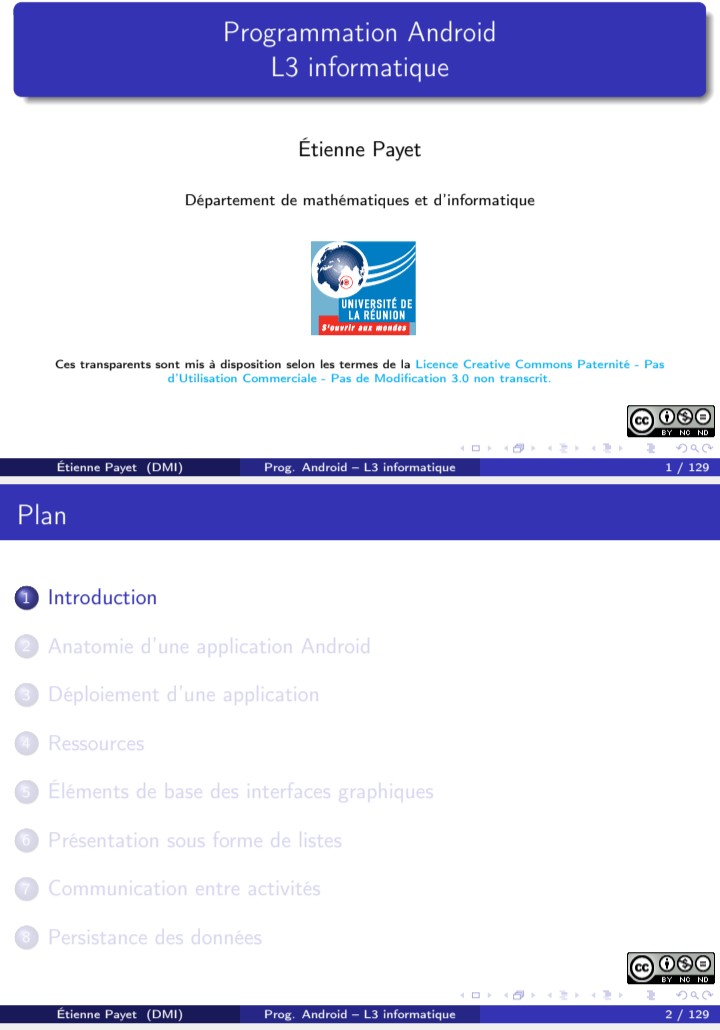 Programmation Android
L3 informatique
Étienne Payet
Département de mathématiques et d'informatique
UNIVERSITÉ DE
LA RÉUNION
S'ouvrir aux mondes
Ces transparents sont mis à disposition selon les termes de la Licence Creative Commons Paternité - Pas
d'Utilisation Commerciale - Pas de Modification 3.0 non transcrit.
cc
BY NC ND
Étienne Payet (DMI) Prog. Android – L3 informatique 1 / 129
Plan
1 Introduction
2 Anatomie d'une application Android
3 Déploiement d'une application
4 Ressources
5 Éléments de base des interfaces graphiques
6 Présentation sous forme de listes
7 Communication entre activités
8 Persistance des données
cc
BY NC ND
Étienne Payet (DMI) Prog. Android – L3 informatique 2 / 129